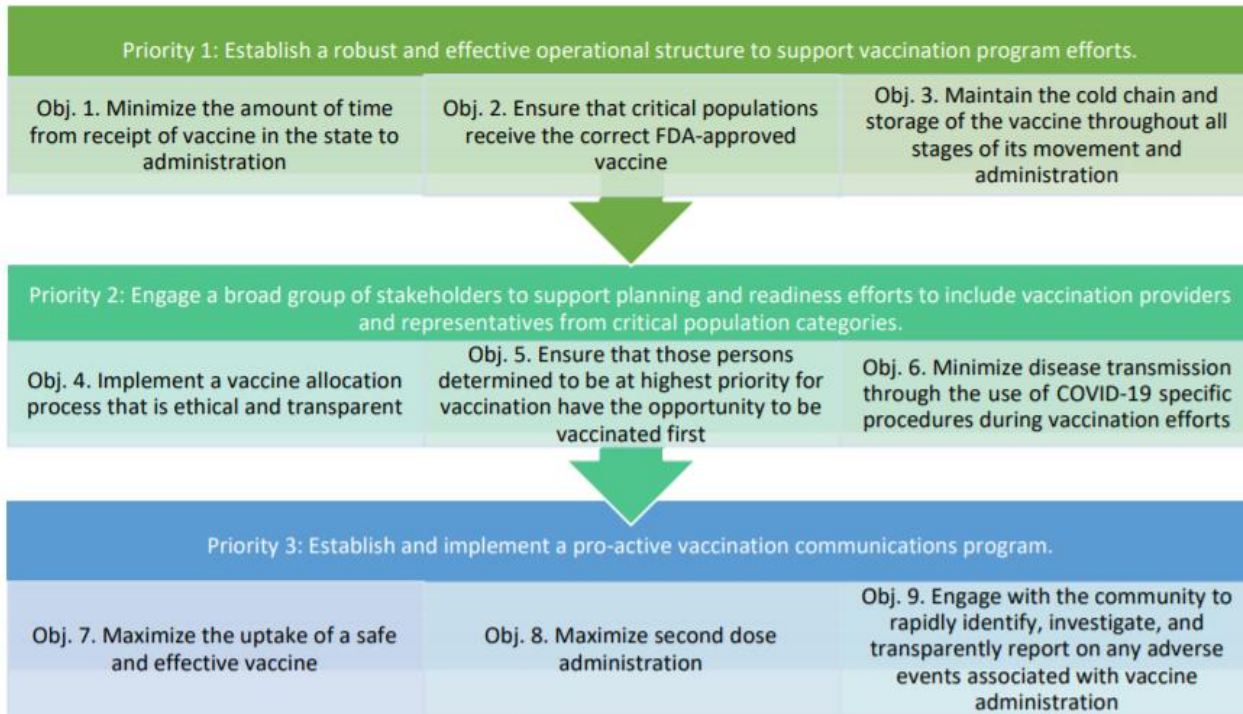 Priority 1: Establish a robust and effective operational structure to support vaccination program efforts.
Obj. 1. Minimize the amount of time
from receipt of vaccine in the state to
administration
Obj. 2. Ensure that critical populations
receive the correct FDA-approved
vaccine
Obj. 3. Maintain the cold chain and
storage of the vaccine throughout all
stages of its movement and
administration
Priority 2: Engage a broad group of stakeholders to support planning and readiness efforts to include vaccination providers
and representatives from critical population categories.
Obj. 4. Implement a vaccine allocation
process that is ethical and transparent
Obj. 5. Ensure that those persons
determined to be at highest priority for
vaccination have the opportunity to be
vaccinated first
Obj. 6. Minimize disease transmission
through the use of COVID-19 specific
procedures during vaccination efforts
Priority 3: Establish and implement a pro-active vaccination communications program.
Obj. 7. Maximize the uptake of a safe
and effective vaccine
Obj. 8. Maximize second dose
administration
Obj. 9. Engage with the community to
rapidly identify, investigate, and
transparently report on any adverse
events associated with vaccine
administration